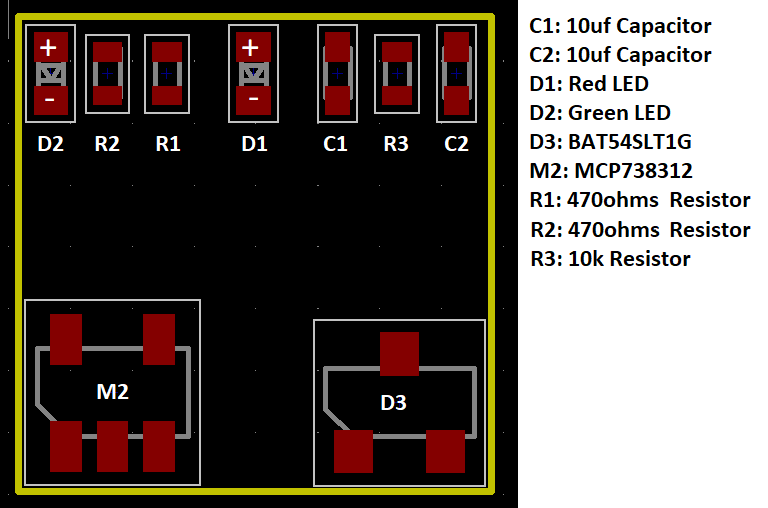 + +
- -
D2 R2 R1 D1 C1 R3 C2
M2
D3
C1: 10uf Capacitor
C2: 10uf Capacitor
D1: Red LED
D2: Green LED
D3: BAT54SLT1G
M2: MCP738312
R1: 470ohms Resistor
R2: 470ohms Resistor
R3: 10k Resistor